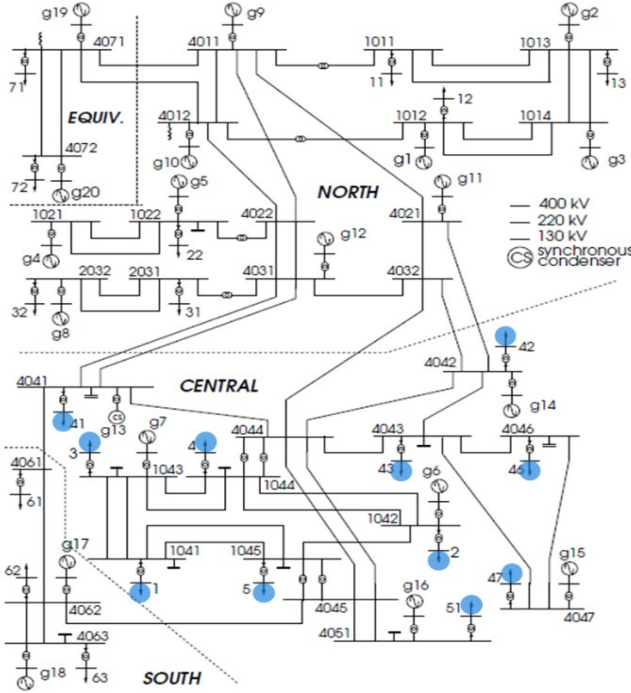 g19 g9 g2
4071 4011 1011 1013
71 11 13
EQUIV. 12
4012 1012 1014
4072 g10 g1 g3
72 g20 g5 NORTH g11
1021 1022 4022 4021
400 kV
220 kV
130 kV
CS synchronous
condenser
g4 22 g12
2032 2031 4031 4032
32 g8 31
42
4041 CENTRAL 4042
41 g13 CS g7 g14
3 4 4044 4043 4046
4061 1043 1044 43 g6 46
61 1042
g17 1041 1045 2 g15
62 1 5 g16 51 47
4062 4045 4047
4063 4051
g18 63 SOUTH